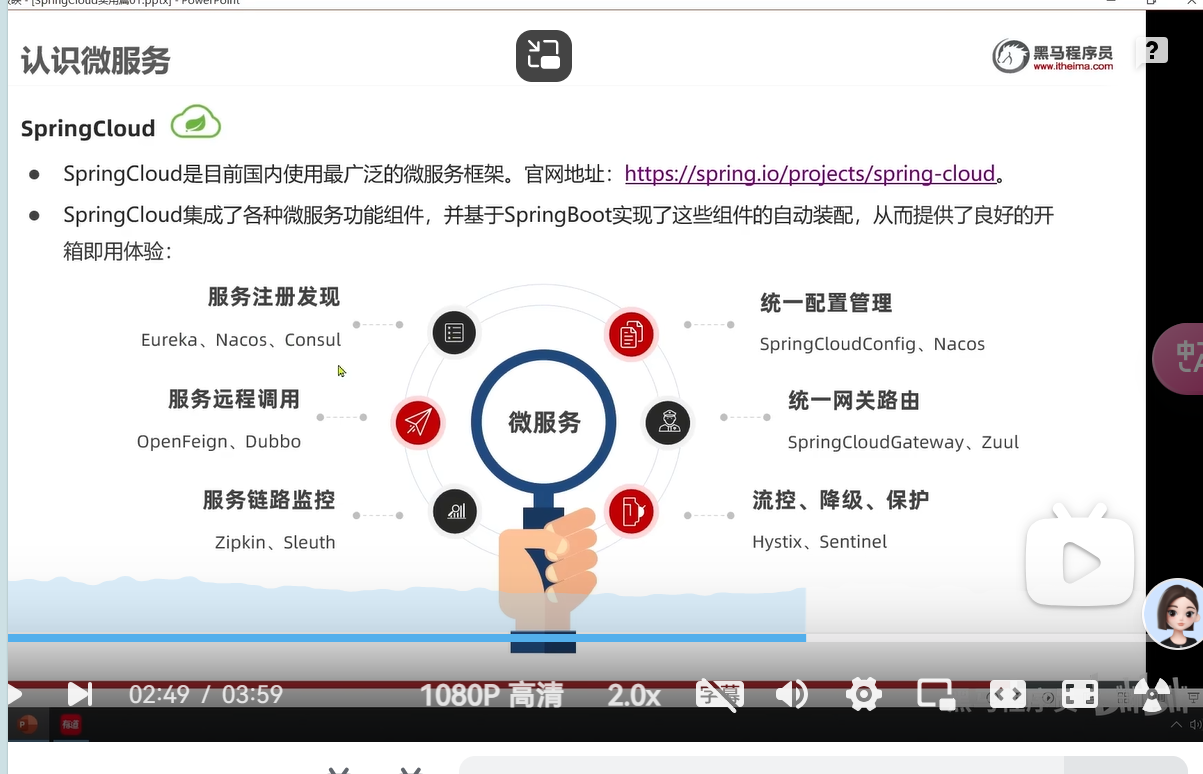 认识微服务
黑马程序员
www.itheima.com
?
SpringCloud
SpringCloud是目前国内使用最广泛的微服务框架。官网地址：https://spring.io/projects/spring-cloud。
SpringCloud集成了各种微服务功能组件，并基于SpringBoot实现了这些组件的自动装配，从而提供了良好的开
箱即用体验：
服务注册发现
Eureka、Nacos、Consul
服务远程调用
OpenFeign、Dubbo
服务链路监控
Zipkin、Sleuth
微服务
统一配置管理
SpringCloudConfig、Nacos
统一网关路由
SpringCloudGateway、Zuul
流控、降级、保护
Hystix、Sentinel
02:49 / 03:59
1080P 高清
2.0x
字幕